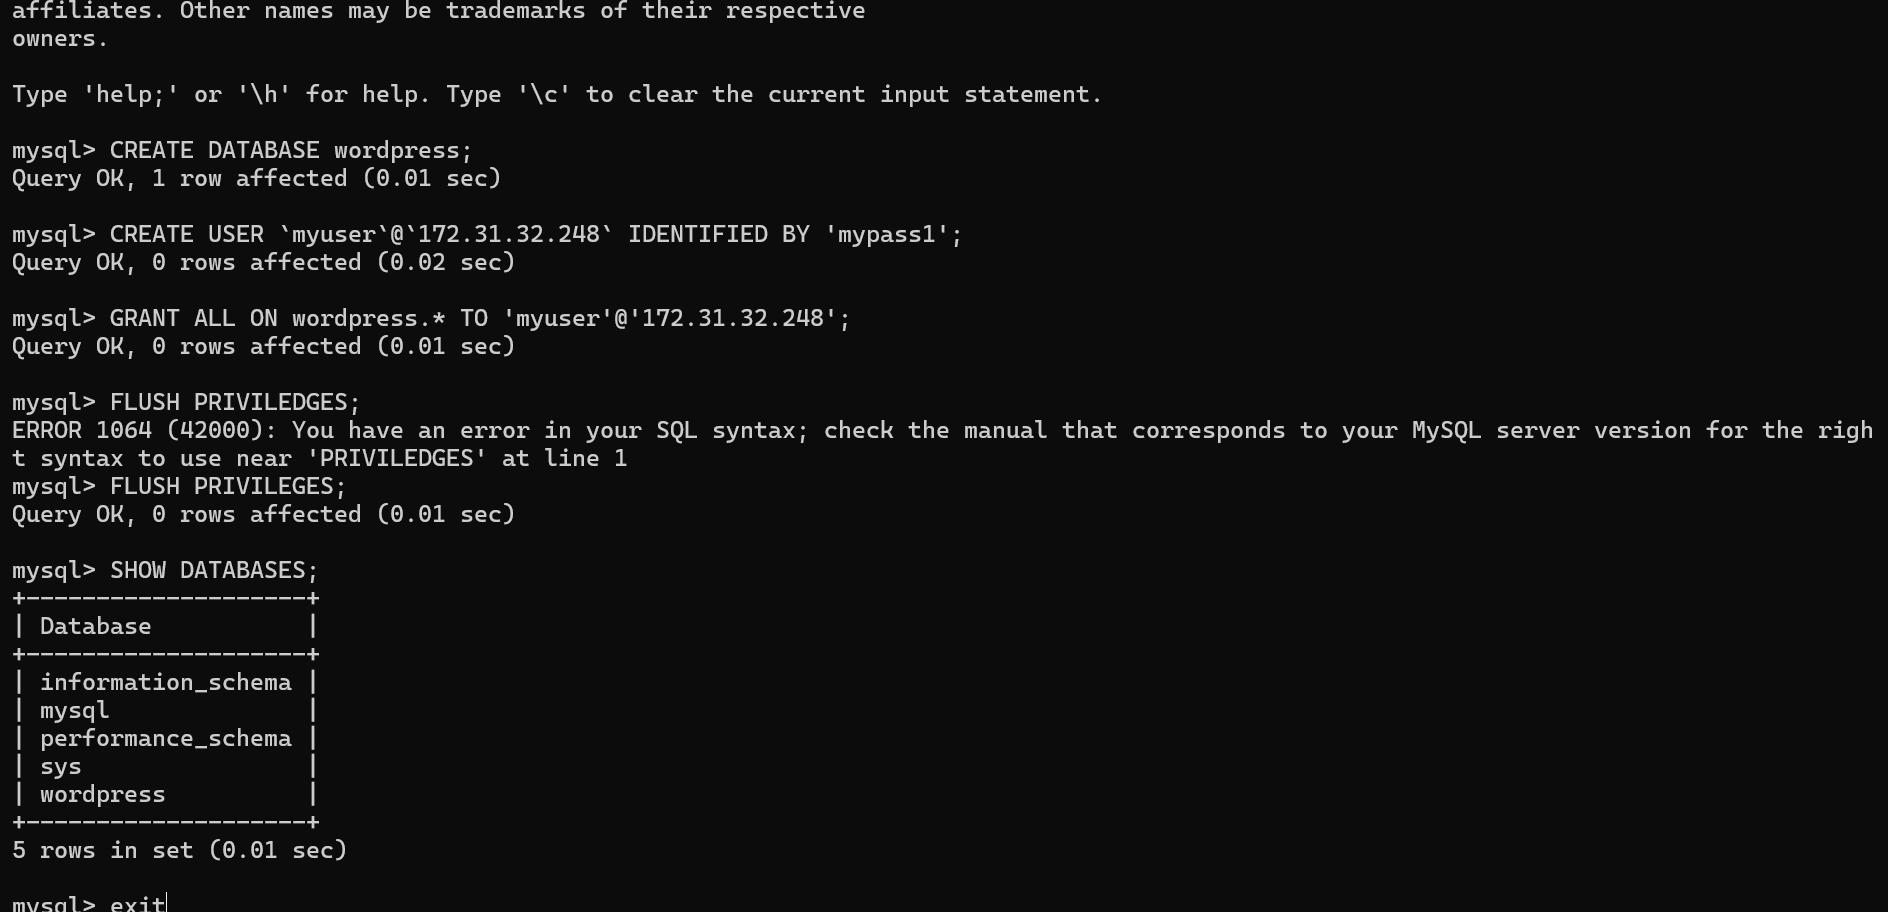 affiliates. Other names may be trademarks of their respective
owners.
Type 'help;' or '\h' for help. Type '\c' to clear the current input statement.
mysql> CREATE DATABASE wordpress;
Query OK, 1 row affected (0.01 sec)
mysql> CREATE USER `myuser`@`172.31.32.248` IDENTIFIED BY 'mypass1';
Query OK, 0 rows affected (0.02 sec)
mysql> GRANT ALL ON wordpress.* TO 'myuser'@'172.31.32.248';
Query OK, 0 rows affected (0.01 sec)
mysql> FLUSH PRIVILEDGES;
ERROR 1064 (42000): You have an error in your SQL syntax; check the manual that corresponds to your MySQL server version for the righ
t syntax to use near 'PRIVILEDGES' at line 1
mysql> FLUSH PRIVILEGES;
Query OK, 0 rows affected (0.01 sec)
mysql> SHOW DATABASES;
+--------------------+
| Database           |
+--------------------+
| information_schema |
| mysql              |
| performance_schema |
| sys                |
| wordpress          |
+--------------------+
5 rows in set (0.01 sec)
mysql> exit